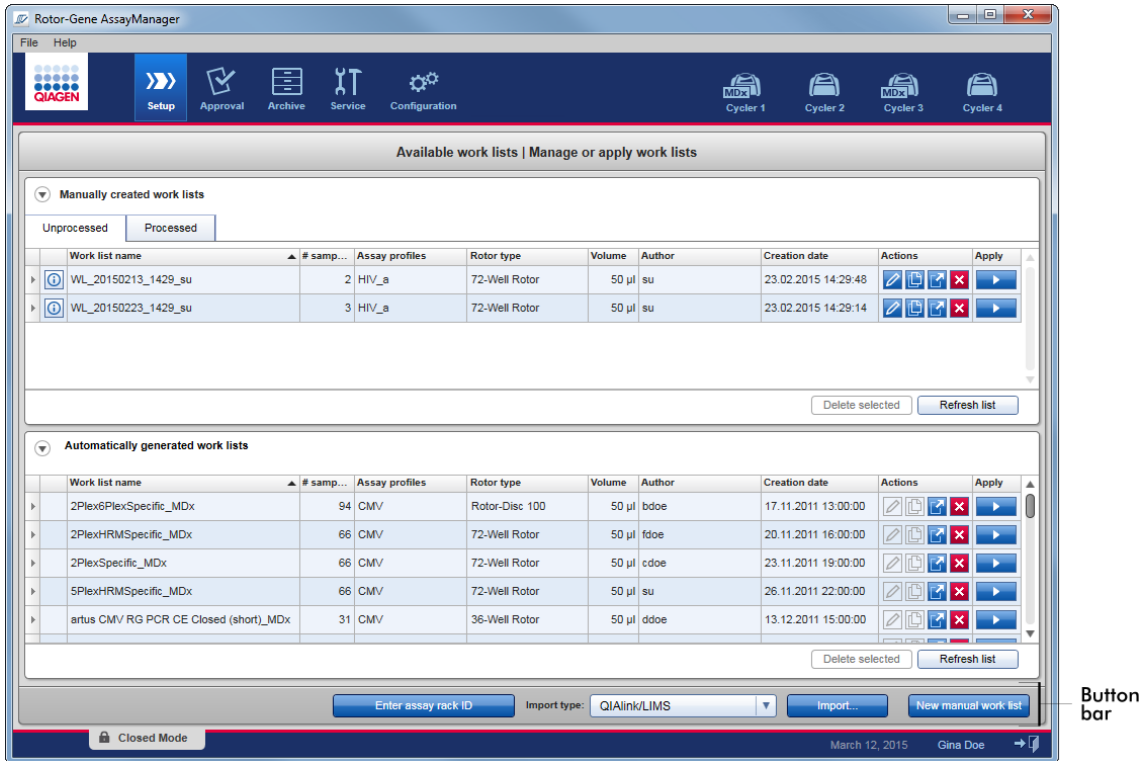 Rotor-Gene AssayManager
File Help
QIAGEN
Setup Approval Archive Service Configuration
MDx MDx
Cycler 1 Cycler 2 Cycler 3 Cycler 4
Available work lists | Manage or apply work lists
Manually created work lists
Unprocessed Processed
Work list name # samp... Assay profiles Rotor type Volume Author Creation date Actions Apply
WL_20150213_1429_su 2 HIV_a 72-Well Rotor 50 µl su 23.02.2015 14:29:48
WL_20150223_1429_su 3 HIV_a 72-Well Rotor 50 µl su 23.02.2015 14:29:14
Delete selected Refresh list
Automatically generated work lists
Work list name # samp... Assay profiles Rotor type Volume Author Creation date Actions Apply
2Plex6PlexSpecific_MDx 94 CMV Rotor-Disc 100 50 µl bdoe 17.11.2011 13:00:00
2PlexHRMSpecific_MDx 66 CMV 72-Well Rotor 50 µl fdoe 20.11.2011 16:00:00
2PlexSpecific_MDx 66 CMV 72-Well Rotor 50 µl cdoe 23.11.2011 19:00:00
5PlexHRMSpecific_MDx 66 CMV 72-Well Rotor 50 µl su 26.11.2011 22:00:00
artus CMV RG PCR CE Closed (short)_MDx 31 CMV 36-Well Rotor 50 µl ddoe 13.12.2011 15:00:00
Delete selected Refresh list
Enter assay rack ID Import type: QIAlink/LIMS Import... New manual work list
Button
bar
Closed Mode
March 12, 2015 Gina Doe